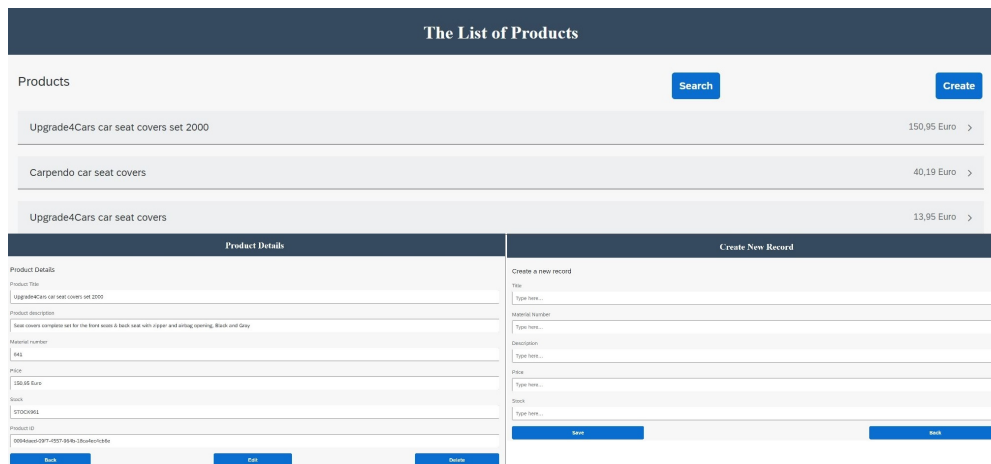 The List of Products
Products
Search
Create
Upgrade4Cars car seat covers set 2000
150,95 Euro
Carpendo car seat covers
40,19 Euro
Upgrade4Cars car seat covers
13,95 Euro
Product Details
Product Details
Product Title
Upgrade4Cars car seat covers set 2000
Product description
Seat covers complete set for the front seats & back seat with zipper and airbag opening, Black and Gray
Material number
Price
150,95 Euro
Stock
STOCK961
Product ID
Back
Edit
Delete
Create New Record
Create a new record
Title
Type here...
Material Number
Type here...
Description
Type here...
Price
Type here...
Stock
Type here...
Save
Back